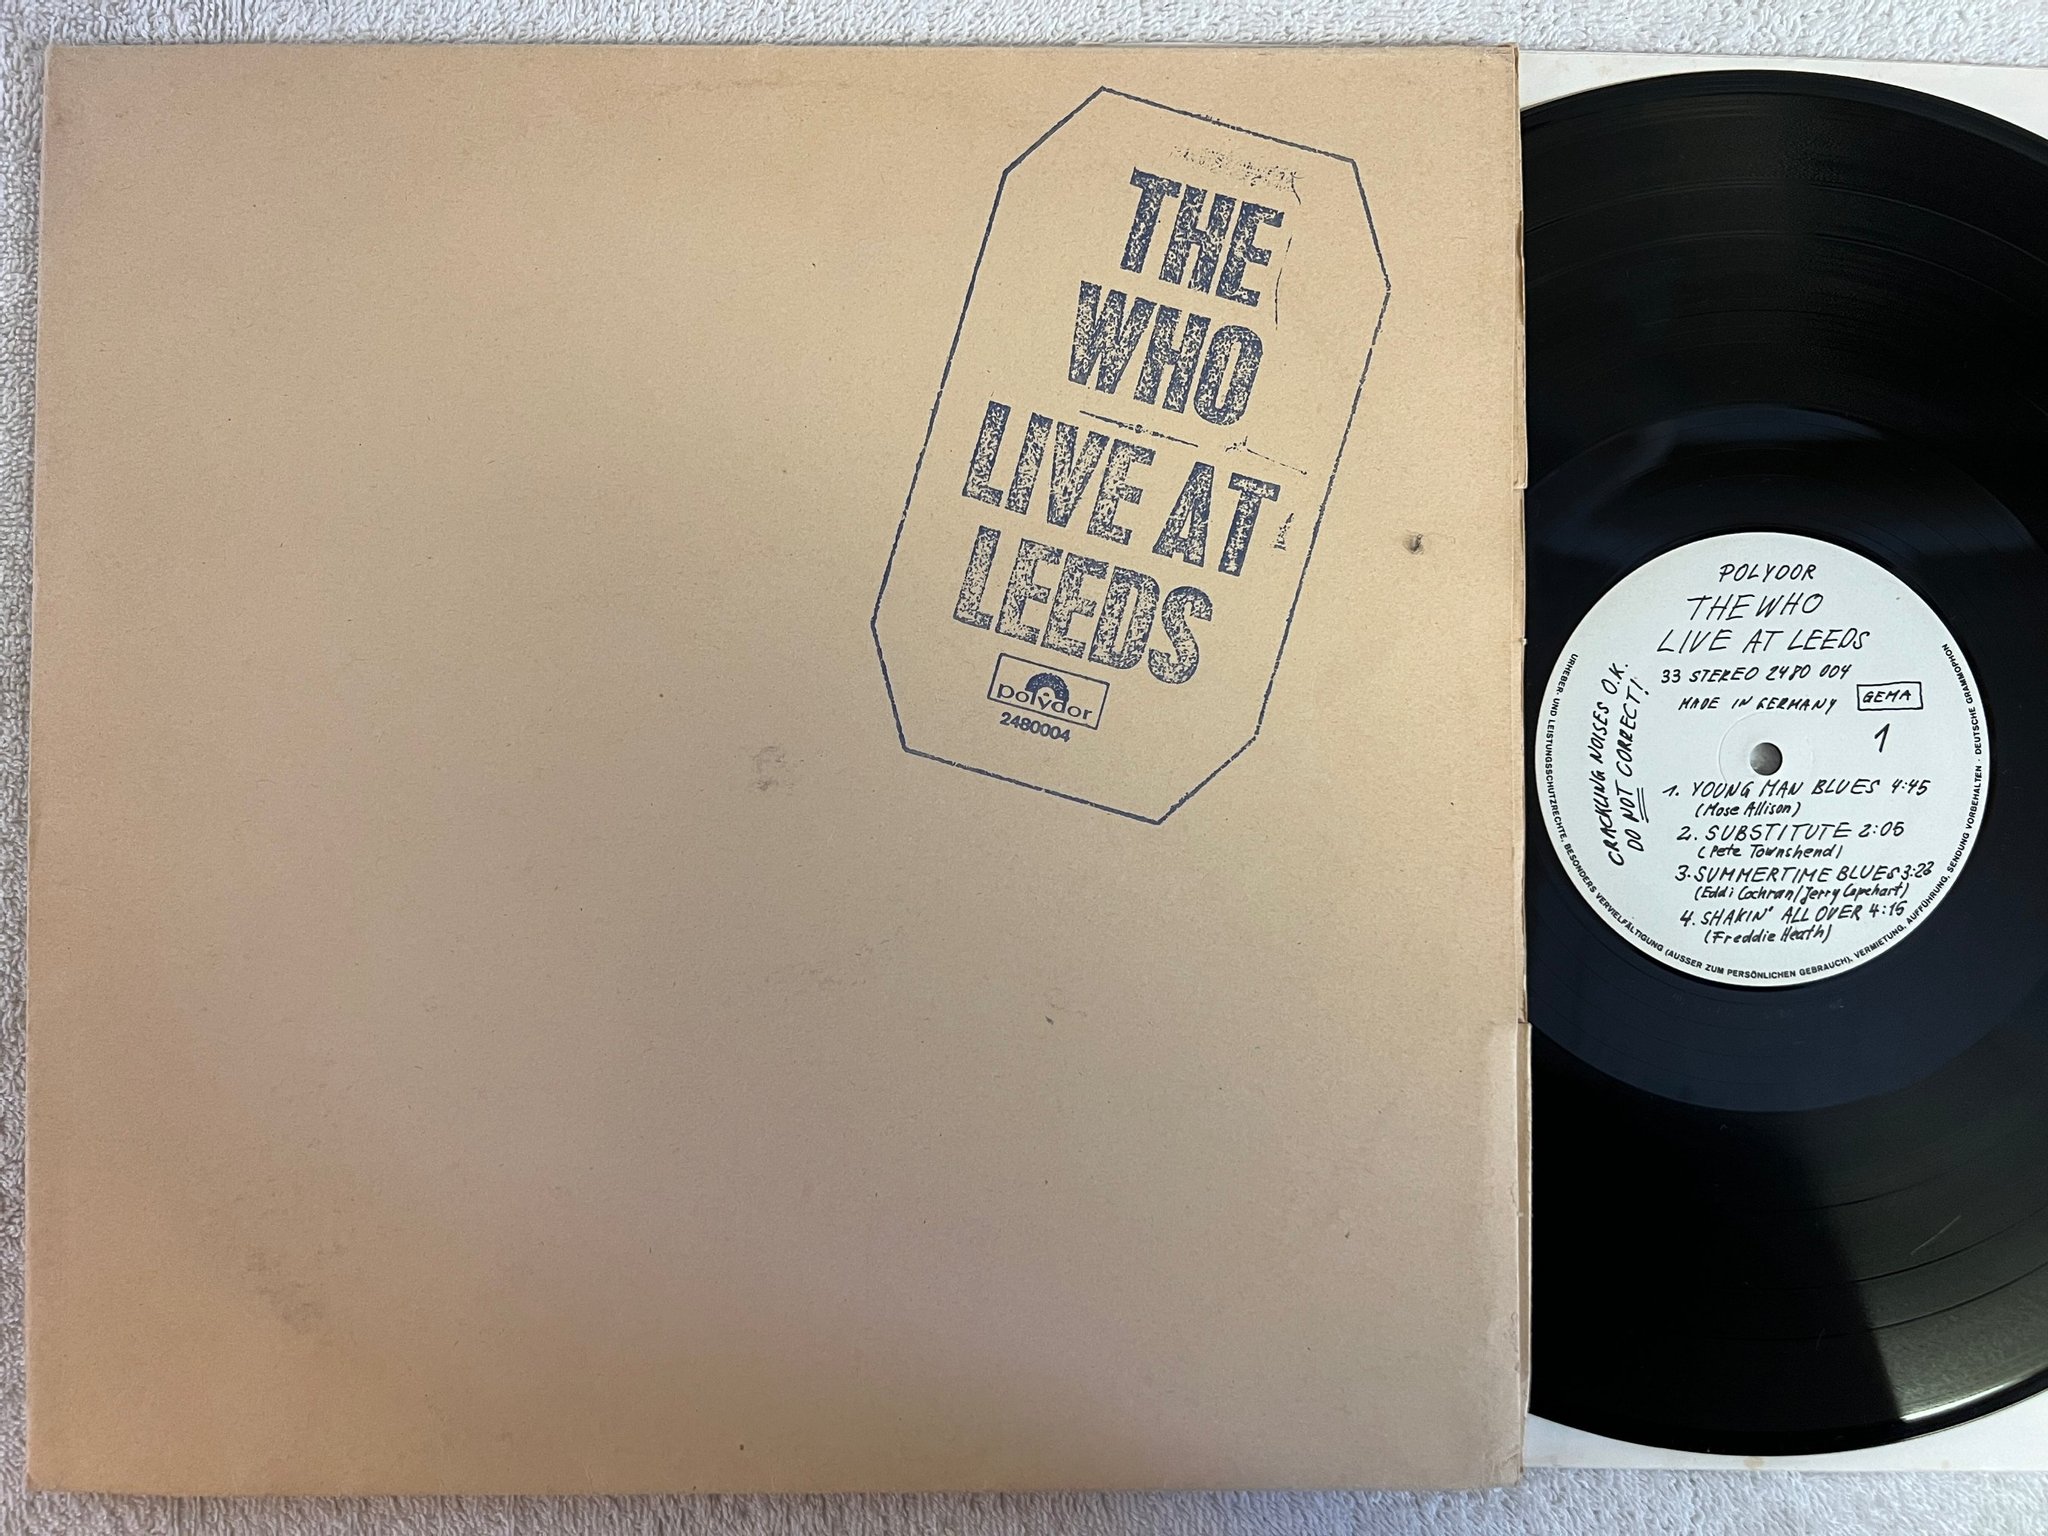 THE
WHO
LIVE AT
LEEDS
polydor
2480004
POLYDOR
THE WHO
LIVE AT LEEDS
33 STEREO 2480 004
MADE IN GERMANY GEMA
1
CRACKLING NOISES O.K.
DO NOT CORRECT!
1. YOUNG MAN BLUES 4:45
(Mose Allison)
2. SUBSTITUTE 2:05
(Pete Townshend)
3. SUMMERTIME BLUES 3:22
(Eddi Cochran/Jerry Capehart)
4. SHAKIN' ALL OVER 4:15
(Freddie Heath)
URHEBER- UND LEISTUNGSSCHUTZRECHTE, BESONDERS VERVIELFÄLTIGUNG (AUSSER ZUM PERSÖNLICHEN GEBRAUCH), VERMIETUNG, AUFFÜHRUNG, SENDUNG VORBEHALTEN · DEUTSCHE GRAMMOPHON